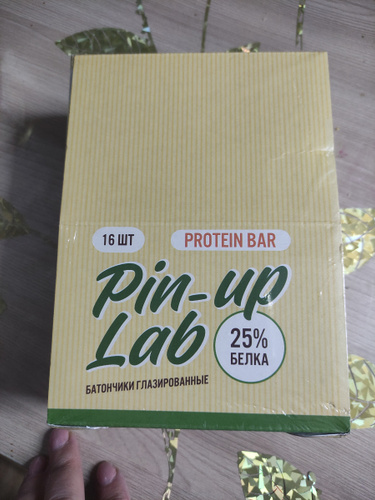 16 ШТ PROTEIN BAR
Pin-up
Lab
25%
БЕЛКА
БАТОНЧИКИ ГЛАЗИРОВАННЫЕ